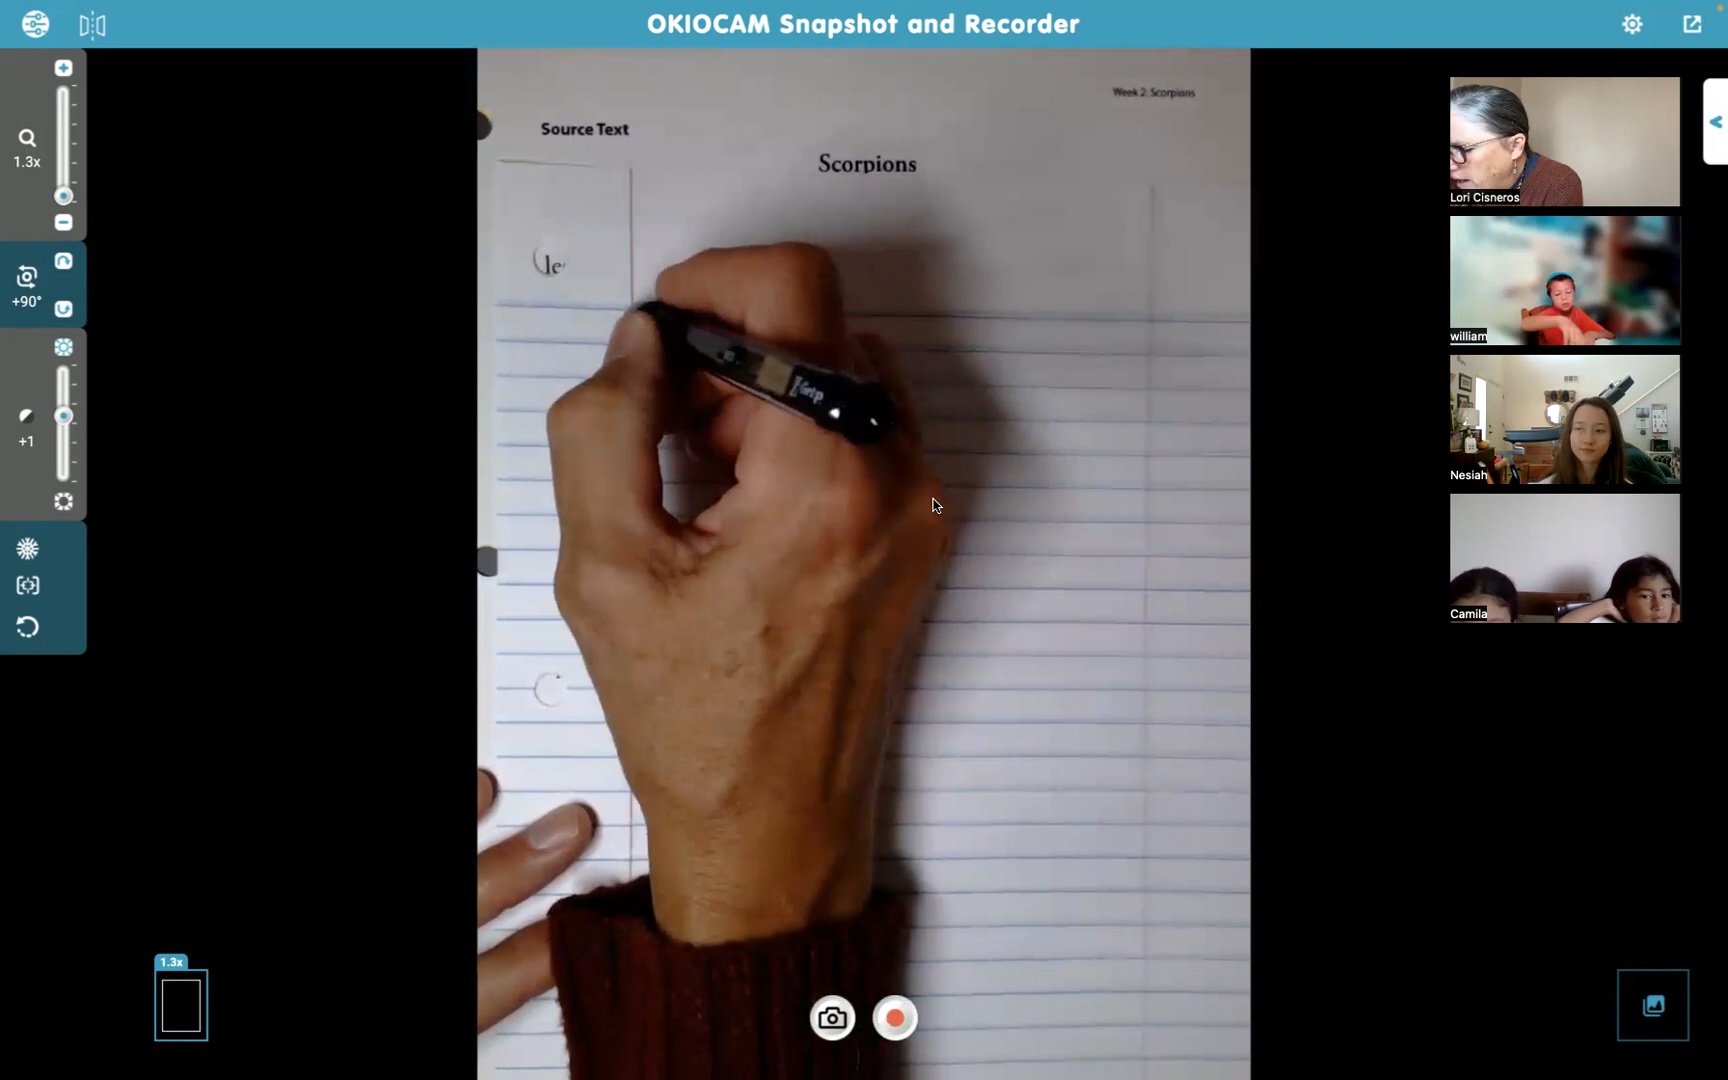 OKIOCAM Snapshot and Recorder
Week 2: Scorpions
Source Text
Scorpions
1.3x
+90°
+1
Z-Grip
1.3x
Lori Cisneros
william
Nesiah
Camila